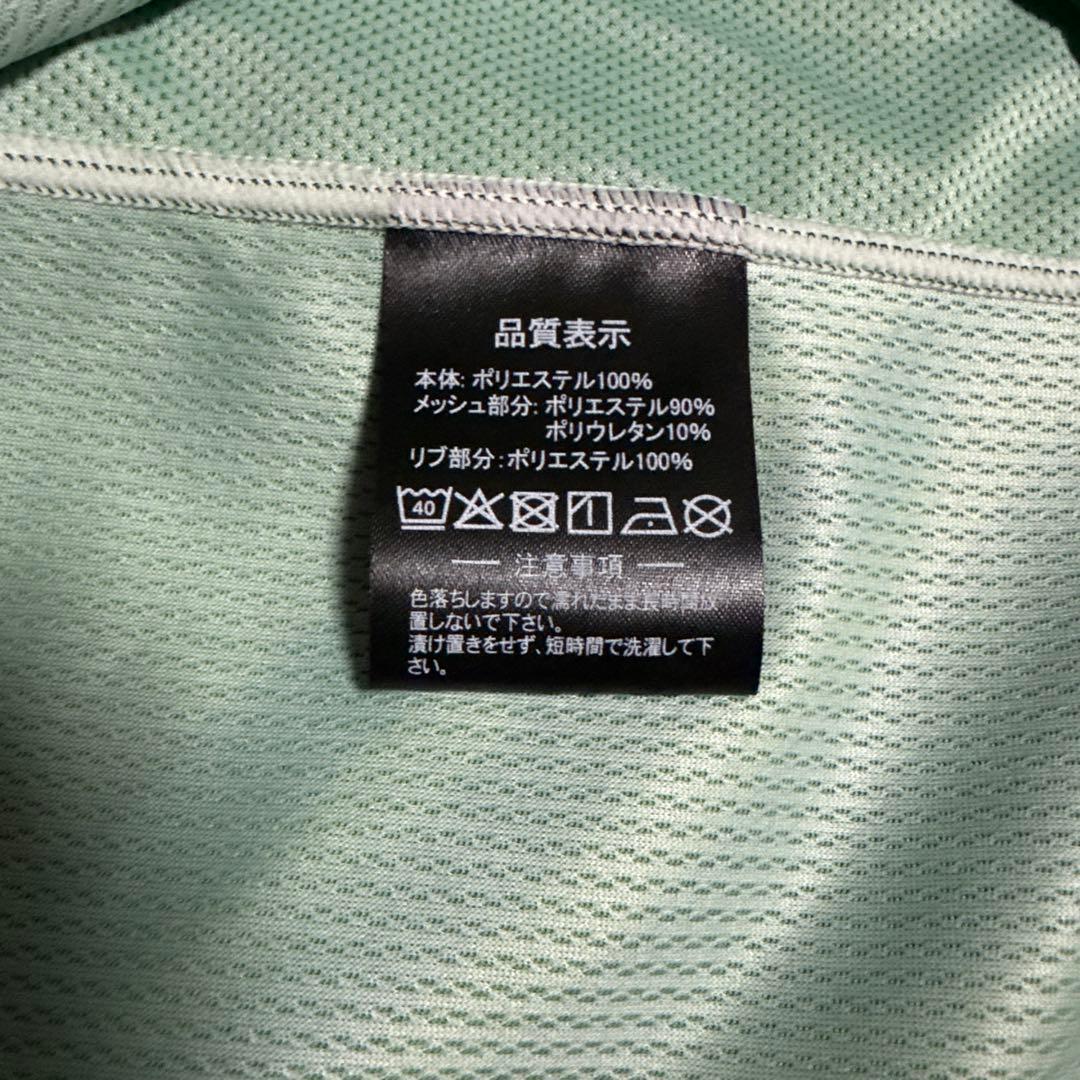 品質表示
本体: ポリエステル100%
メッシュ部分: ポリエステル90%
ポリウレタン10%
リブ部分:ポリエステル100%
40
注意事項
色落ちしますので濡れたまま長時間放
置しないで下さい。
漬け置きをせず、短時間で洗濯して下
さい。